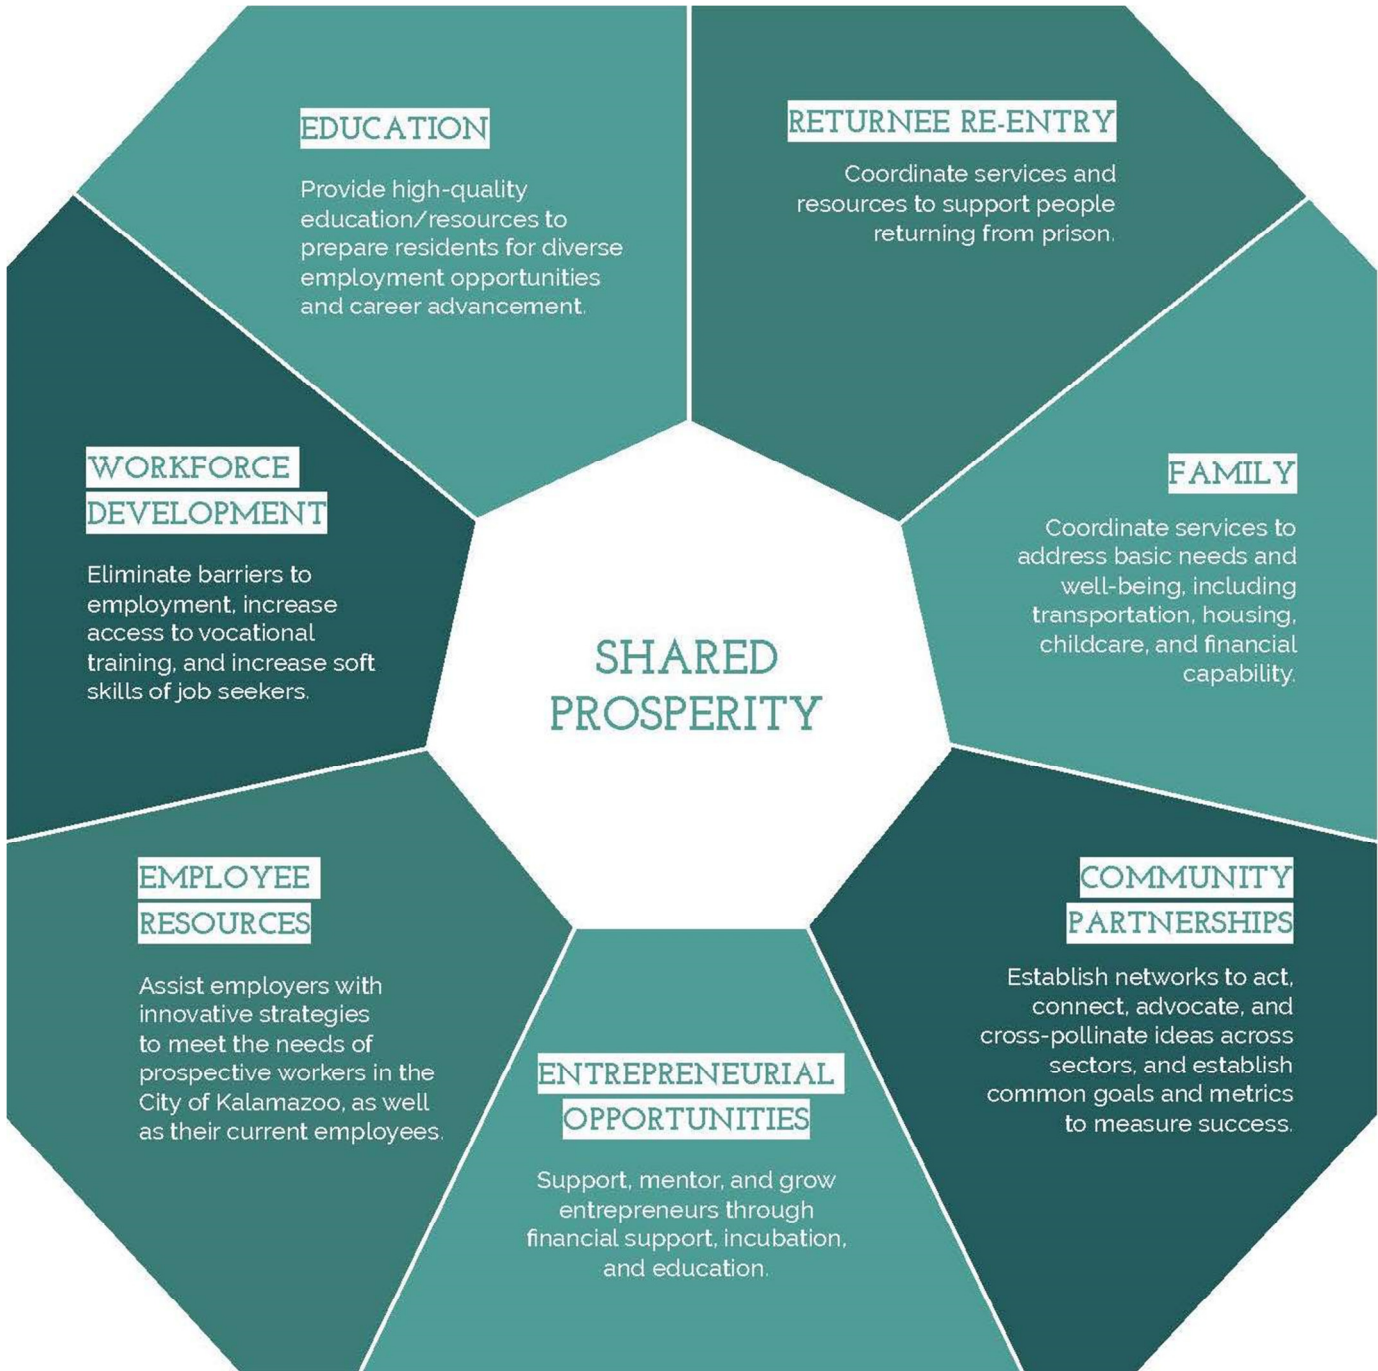 EDUCATION
Provide high-quality
education/resources to
prepare residents for diverse
employment opportunities
and career advancement.
RETURNEE RE-ENTRY
Coordinate services and
resources to support people
returning from prison.
WORKFORCE
DEVELOPMENT
Eliminate barriers to
employment, increase
access to vocational
training, and increase soft
skills of job seekers.
SHARED
PROSPERITY
FAMILY
Coordinate services to
address basic needs and
well-being, including
transportation, housing,
childcare, and financial
capability.
EMPLOYEE
RESOURCES
Assist employers with
innovative strategies
to meet the needs of
prospective workers in the
City of Kalamazoo, as well
as their current employees.
ENTREPRENEURIAL
OPPORTUNITIES
Support, mentor, and grow
entrepreneurs through
financial support, incubation,
and education.
COMMUNITY
PARTNERSHIPS
Establish networks to act,
connect, advocate, and
cross-pollinate ideas across
sectors, and establish
common goals and metrics
to measure success.